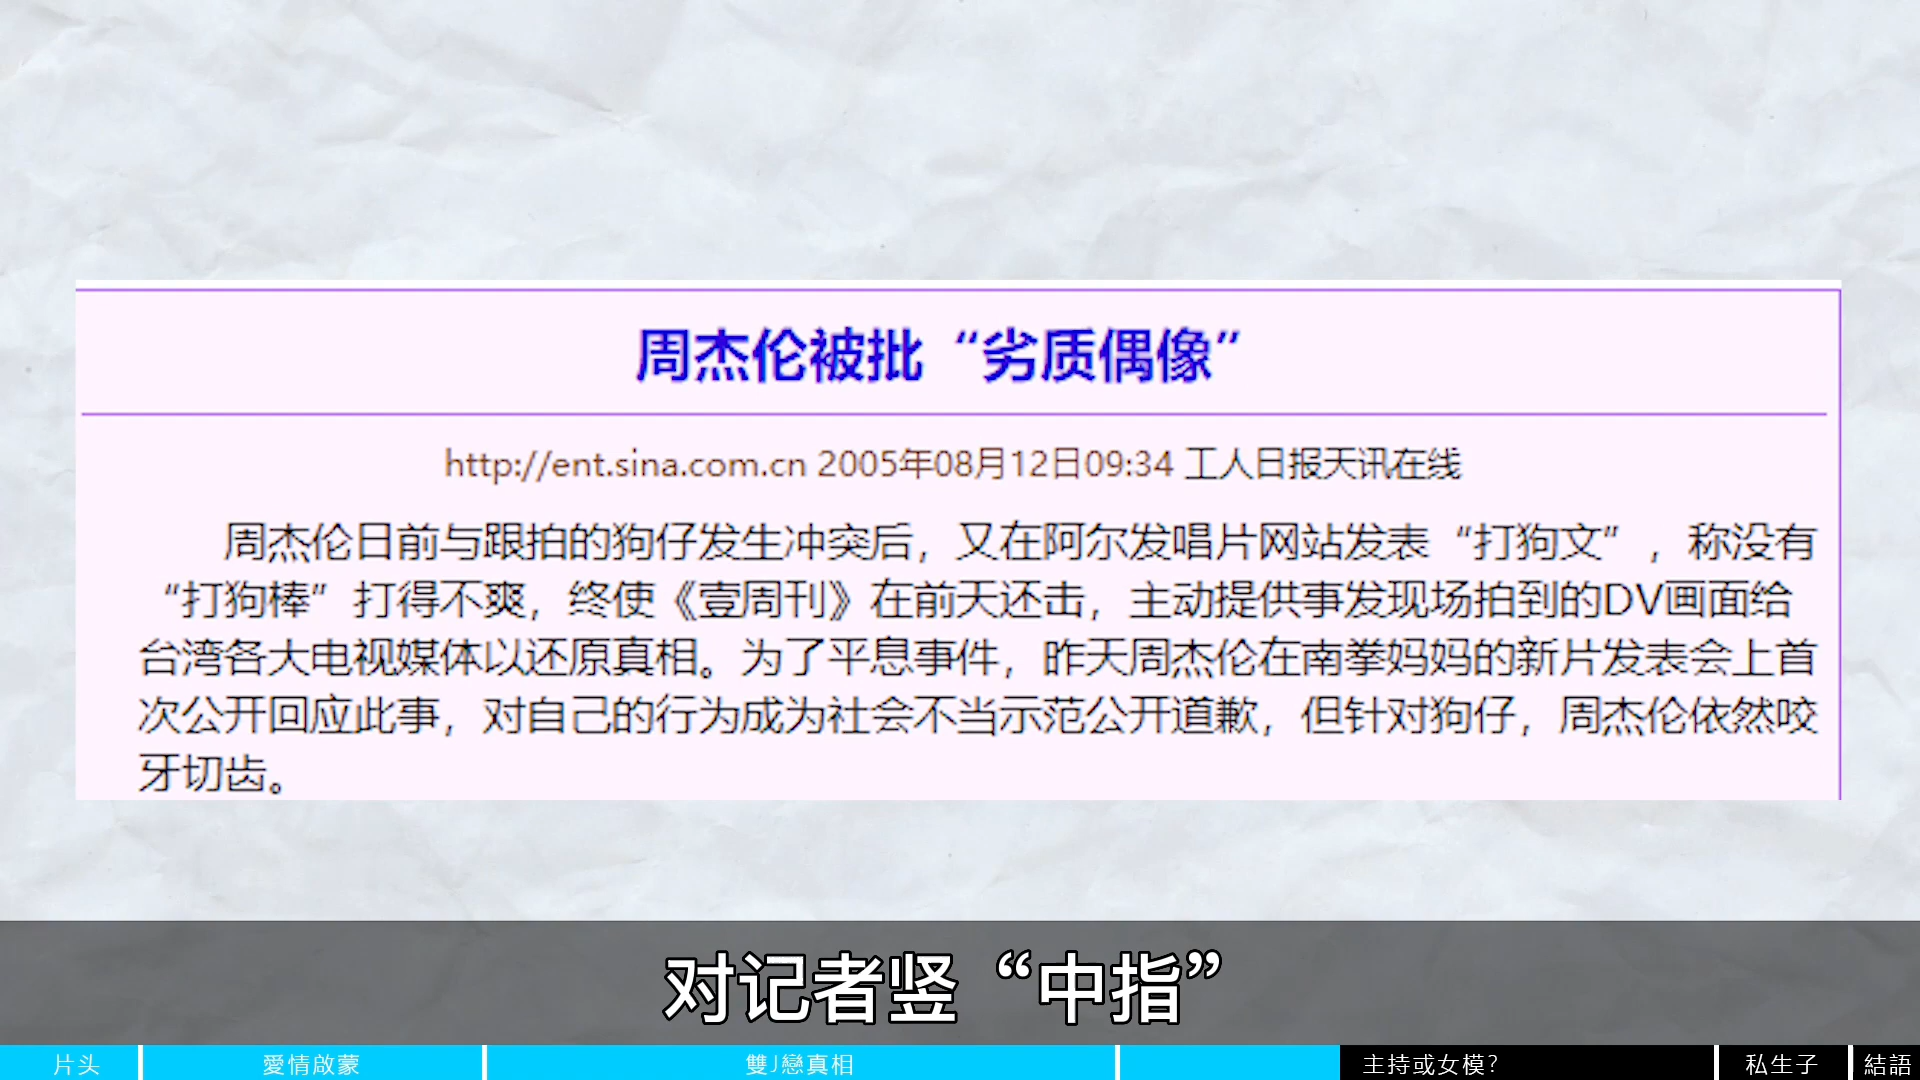 周杰伦被批“劣质偶像”
http://ent.sina.com.cn 2005年08月12日09:34 工人日报天讯在线
周杰伦日前与跟拍的狗仔发生冲突后，又在阿尔发唱片网站发表“打狗文”，称没有
“打狗棒”打得不爽，终使《壹周刊》在前天还击，主动提供事发现场拍到的DV画面给
台湾各大电视媒体以还原真相。为了平息事件，昨天周杰伦在南拳妈妈的新片发表会上首
次公开回应此事，对自己的行为成为社会不当示范公开道歉，但针对狗仔，周杰伦依然咬
牙切齿。
对记者竖“中指”
片头 愛情啟蒙 雙J戀真相 主持或女模? 私生子 結語